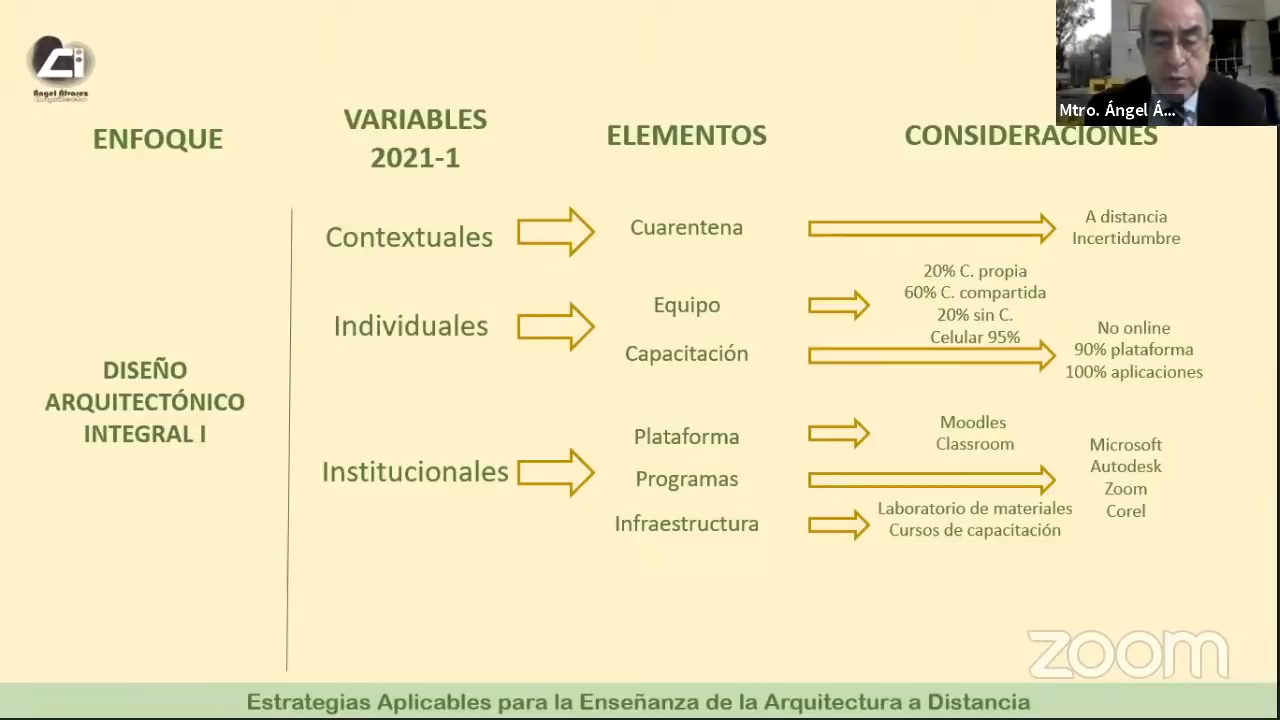 Ci
Ángel Álvarez
Mtro. Ángel Á...
ENFOQUE
VARIABLES
2021-1
ELEMENTOS
CONSIDERACIONES
DISEÑO
ARQUITECTÓNICO
INTEGRAL I
Contextuales
Cuarentena
A distancia
Incertidumbre
Individuales
Equipo
20% C. propia
60% C. compartida
20% sin C.
Celular 95%
Capacitación
No online
90% plataforma
100% aplicaciones
Institucionales
Plataforma
Moodles
Classroom
Programas
Microsoft
Autodesk
Zoom
Corel
Infraestructura
Laboratorio de materiales
Cursos de capacitación
zoom
Estrategias Aplicables para la Enseñanza de la Arquitectura a Distancia